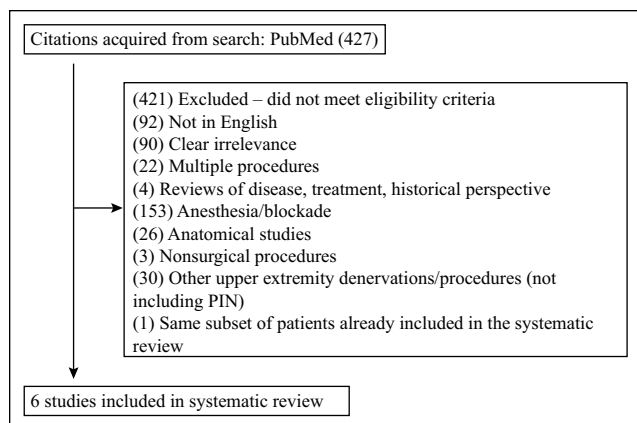 Citations acquired from search: PubMed (427)
(421) Excluded – did not meet eligibility criteria
(92) Not in English
(90) Clear irrelevance
(22) Multiple procedures
(4) Reviews of disease, treatment, historical perspective
(153) Anesthesia/blockade
(26) Anatomical studies
(3) Nonsurgical procedures
(30) Other upper extremity denervations/procedures (not
including PIN)
(1) Same subset of patients already included in the systematic
review
6 studies included in systematic review